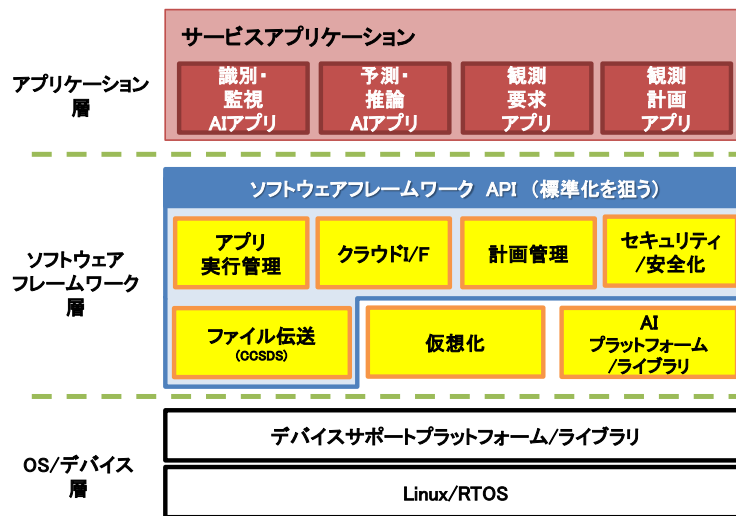 サービスアプリケーション
アプリケーション
層
識別・
監視
AIアプリ
予測・
推論
AIアプリ
観測
要求
アプリ
観測
計画
アプリ
ソフトウェアフレームワーク API （標準化を狙う）
ソフトウェア
フレームワーク
層
アプリ
実行管理
クラウドI/F
計画管理
セキュリティ
/安全化
ファイル伝送
(CCSDS)
仮想化
AI
プラットフォーム
/ライブラリ
OS/デバイス
層
デバイスサポートプラットフォーム/ライブラリ
Linux/RTOS